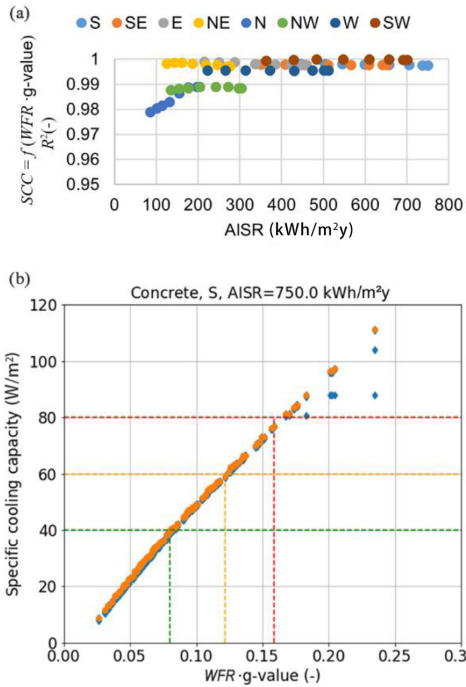 (a)
S SE E NE N NW W SW
SCC = f (WFR·g-value)
R²(-)
1
0.99
0.98
0.97
0.96
0.95
0 100 200 300 400 500 600 700 800
AISR (kWh/m²y)
(b)
Concrete, S, AISR=750.0 kWh/m²y
Specific cooling capacity (W/m²)
120
100
80
60
40
20
0
0.00 0.05 0.10 0.15 0.20 0.25 0.3
WFR·g-value (-)